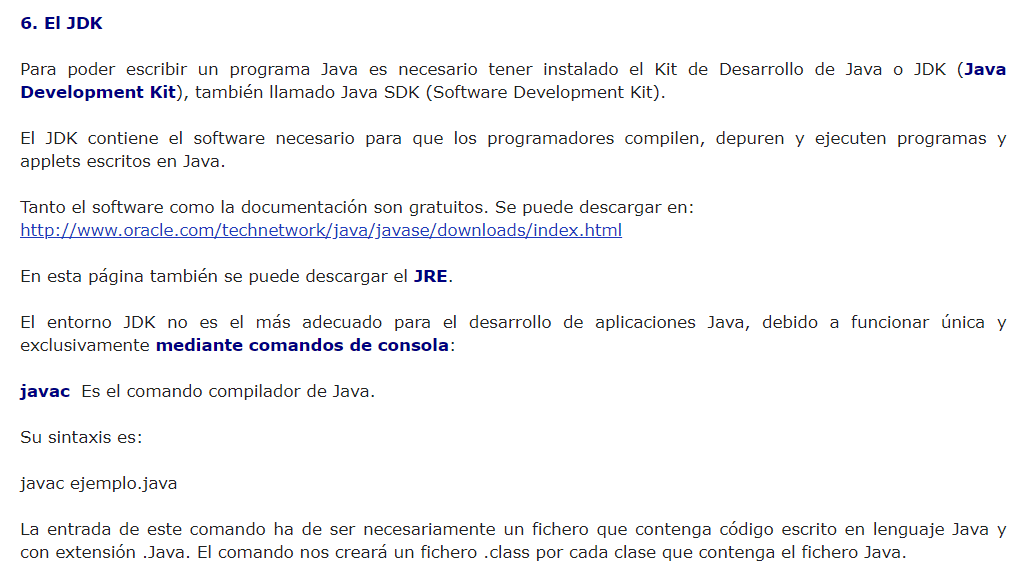 6. El JDK
Para poder escribir un programa Java es necesario tener instalado el Kit de Desarrollo de Java o JDK (Java
Development Kit), también llamado Java SDK (Software Development Kit).
El JDK contiene el software necesario para que los programadores compilen, depuren y ejecuten programas y
applets escritos en Java.
Tanto el software como la documentación son gratuitos. Se puede descargar en:
http://www.oracle.com/technetwork/java/javase/downloads/index.html
En esta página también se puede descargar el JRE.
El entorno JDK no es el más adecuado para el desarrollo de aplicaciones Java, debido a funcionar única y
exclusivamente mediante comandos de consola:
javac Es el comando compilador de Java.
Su sintaxis es:
javac ejemplo.java
La entrada de este comando ha de ser necesariamente un fichero que contenga código escrito en lenguaje Java y
con extensión .Java. El comando nos creará un fichero .class por cada clase que contenga el fichero Java.